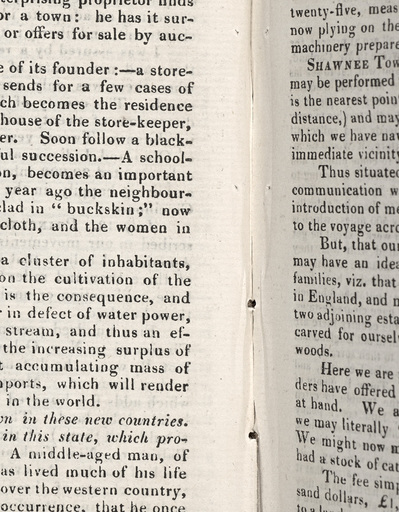 terprising proprietor finds
or a town: he has it sur-
or offers for sale by auc-
e of its founder :—a store-
sends for a few cases of
ch becomes the residence
house of the store-keeper,
er. Soon follow a black-
ul succession.—A school-
on, becomes an important
year ago the neighbour-
clad in "buckskin;" now
cloth, and the women in
a cluster of inhabitants,
on the cultivation of the
is the consequence, and
r in defect of water power,
stream, and thus an ef-
the increasing surplus of
t accumulating mass of
nports, which will render
in the world.
wn in these new countries.
in this state, which pro-
A middle-aged man, of
as lived much of his life
over the western country,
occurrence, that he once
twenty-five, meas
now plying on the
machinery prepare
SHAWNEE TOW
may be performed
is the nearest poin
distance,) and may
which we have nav
immediate vicinity
Thus situated
communication w
introduction of me
to the voyage acro
But, that our
may have an idea
families, viz. that
in England, and n
two adjoining esta
carved for oursel
woods.
Here we are
ders have offered
at hand. We a
we may literally
We might now m
had a stock of cat
The fee simp
sand dollars, £1,